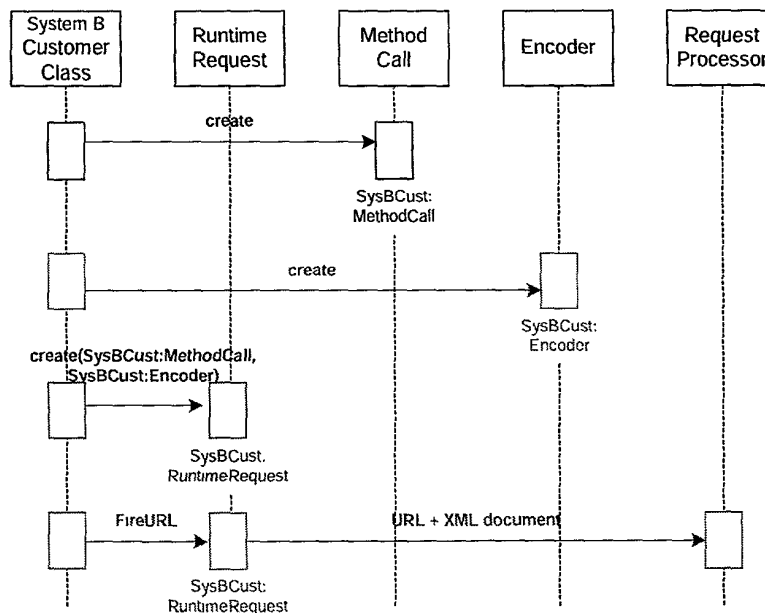 System B
Customer
Class
Runtime
Request
Method
Call
Encoder
Request
Processor
create
SysBCust:
MethodCall
create
SysBCust:
Encoder
create(SysBCust:MethodCall,
SysBCust:Encoder)
SysBCust.
RuntimeRequest
FireURL
URL + XML document
SysBCust:
RuntimeRequest